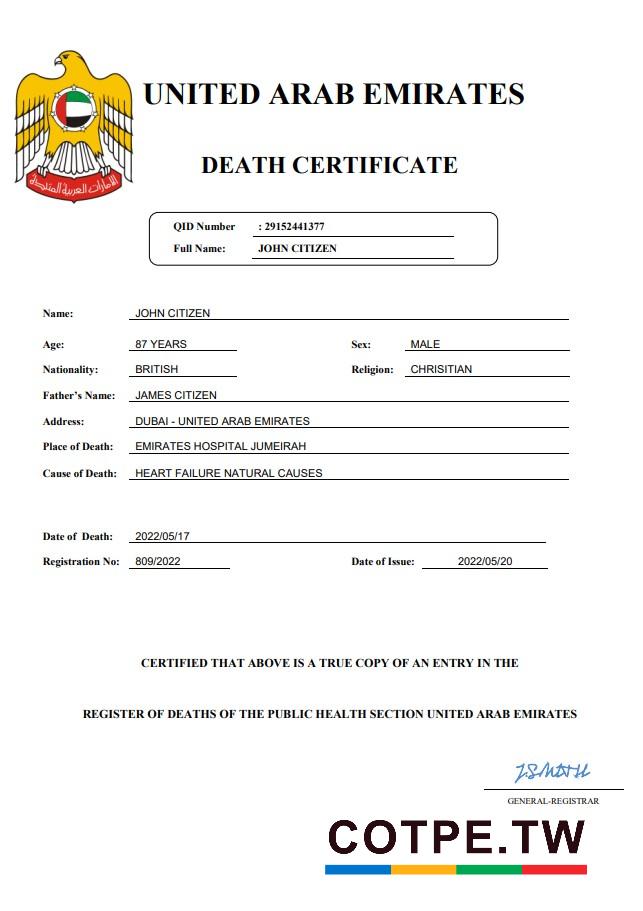 UNITED ARAB EMIRATES
DEATH CERTIFICATE
الإمارات العربية المتحدة
QID Number : 29152441377
Full Name: JOHN CITIZEN
Name: JOHN CITIZEN
Age: 87 YEARS Sex: MALE
Nationality: BRITISH Religion: CHRISITIAN
Father's Name: JAMES CITIZEN
Address: DUBAI - UNITED ARAB EMIRATES
Place of Death: EMIRATES HOSPITAL JUMEIRAH
Cause of Death: HEART FAILURE NATURAL CAUSES
Date of Death: 2022/05/17
Registration No: 809/2022 Date of Issue: 2022/05/20
CERTIFIED THAT ABOVE IS A TRUE COPY OF AN ENTRY IN THE
REGISTER OF DEATHS OF THE PUBLIC HEALTH SECTION UNITED ARAB EMIRATES
GENERAL-REGISTRAR
COTPE.TW